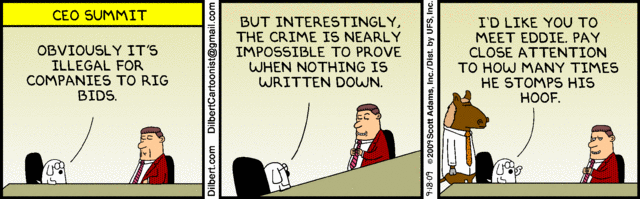 CEO SUMMIT
OBVIOUSLY IT'S
ILLEGAL FOR
COMPANIES TO RIG
BIDS.
Dilbert.com DilbertCartoonist@gmail.com
BUT INTERESTINGLY,
THE CRIME IS NEARLY
IMPOSSIBLE TO PROVE
WHEN NOTHING IS
WRITTEN DOWN.
9-18-09 ©2009 Scott Adams, Inc./Dist. by UFS, Inc.
I'D LIKE YOU TO
MEET EDDIE. PAY
CLOSE ATTENTION
TO HOW MANY TIMES
HE STOMPS HIS
HOOF.